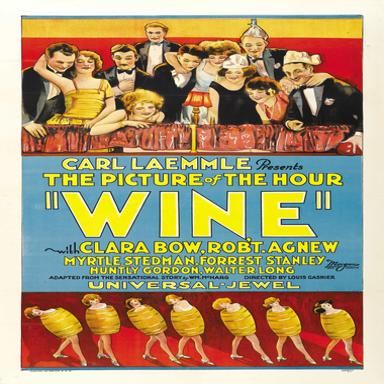 CARL LAEMMLE Presents
THE PICTURE of THE HOUR
"WINE"
with CLARA BOW, ROB'T. AGNEW
MYRTLE STEDMAN, FORREST STANLEY
HUNTLY GORDON, WALTER LONG
ADAPTED FROM THE SENSATIONAL STORY by WM. McHARG DIRECTED BY LOUIS GASNIER
UNIVERSAL-JEWEL